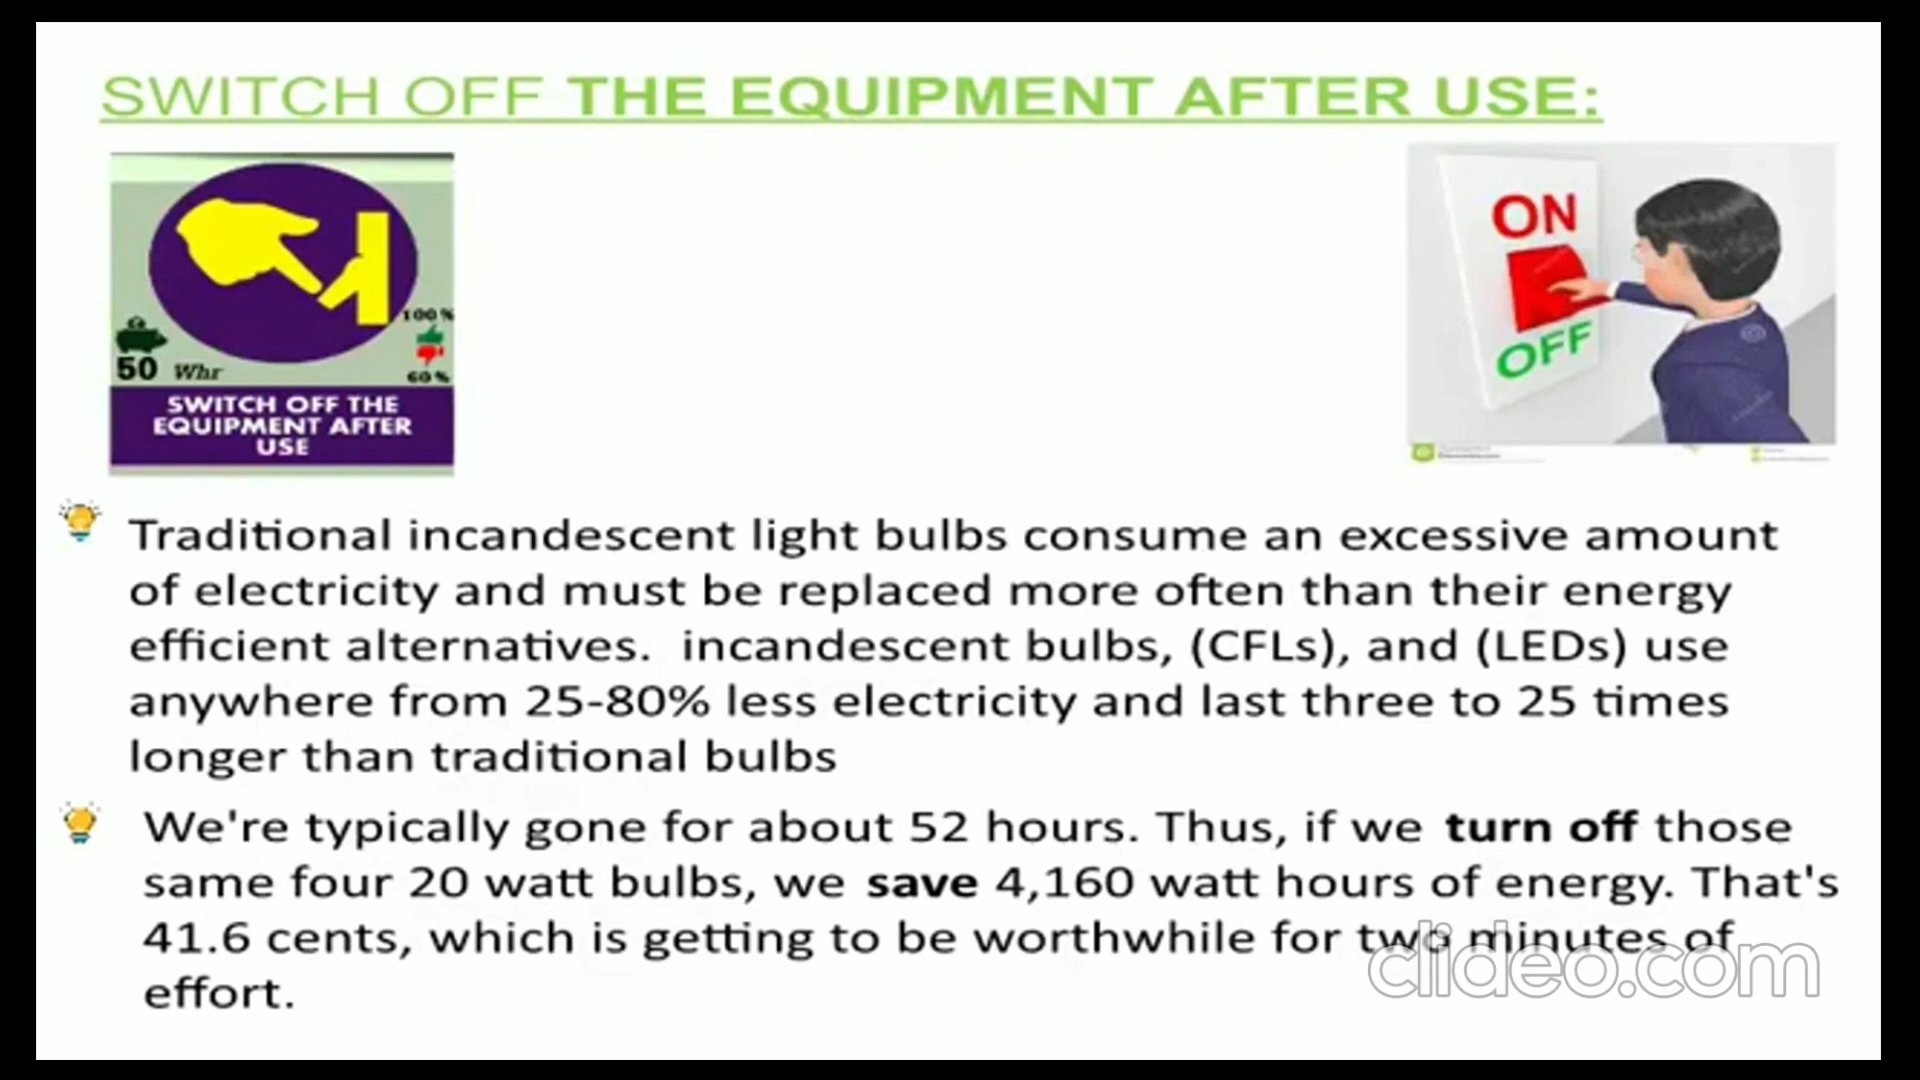 SWITCH OFF THE EQUIPMENT AFTER USE:
100%
50 Whr
60%
SWITCH OFF THE
EQUIPMENT AFTER
USE
ON
OFF
Traditional incandescent light bulbs consume an excessive amount
of electricity and must be replaced more often than their energy
efficient alternatives. incandescent bulbs, (CFLs), and (LEDs) use
anywhere from 25-80% less electricity and last three to 25 times
longer than traditional bulbs
We're typically gone for about 52 hours. Thus, if we turn off those
same four 20 watt bulbs, we save 4,160 watt hours of energy. That's
41.6 cents, which is getting to be worthwhile for two minutes of
effort.
clideo.com